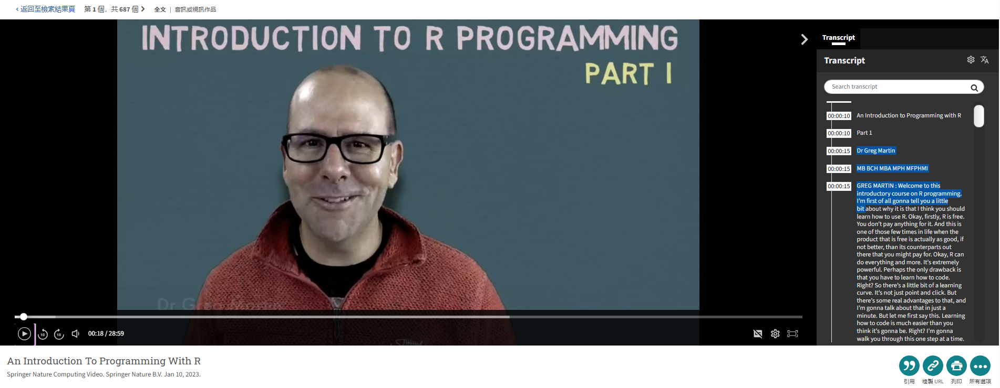 返回至檢索結果頁 第 1 個，共 687 個 全文 | 音訊或視訊作品
INTRODUCTION TO R PROGRAMMING
PART I
Transcript
Transcript
Search transcript
00:00:10 An Introduction to Programming with R
00:00:10 Part 1
00:00:15 Dr Greg Martin
00:00:15 MB BCH MBA MPH MFPHMI
00:00:15 GREG MARTIN : Welcome to this
introductory course on R programming.
I'm first of all gonna tell you a little
bit about why it is that I think you should
learn how to use R. Okay, firstly, R is free.
You don't pay anything for it. And this is
one of those few times in life when the
product that is free is actually as good, if
not better, than its counterparts out
there that you might pay for. Okay, R can
do everything and more. It's extremely
powerful. Perhaps the only drawback is
that you have to learn how to code.
Right? So there's a little bit of a learning
curve. It's not just point and click. But
there's some real advantages to that, and
I'm gonna talk about that in just a
minute. But let me first say this. Learning
how to code is much easier than you
think it's gonna be. Right? I'm gonna
walk you through this one step at a time.
Dr Greg Martin
10 10 00:18 / 28:59
An Introduction To Programming With R
Springer Nature Computing Video. Springer Nature B.V. Jan 10, 2023.
引用 複製 URL 列印 所有選項